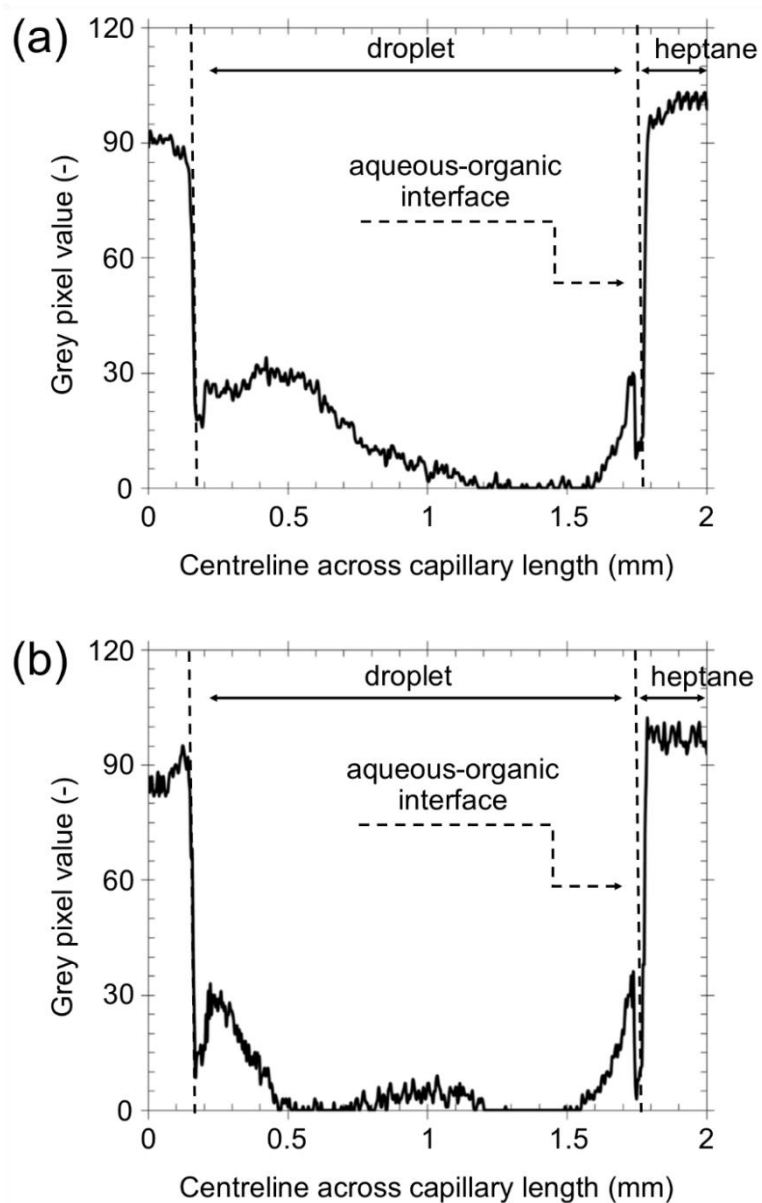 (a)
120
droplet
heptane
90
aqueous-organic
interface
60
30
0
Grey pixel value (-)
0 0.5 1 1.5 2
Centreline across capillary length (mm)
(b)
120
droplet
heptane
90
aqueous-organic
interface
60
30
0
Grey pixel value (-)
0 0.5 1 1.5 2
Centreline across capillary length (mm)